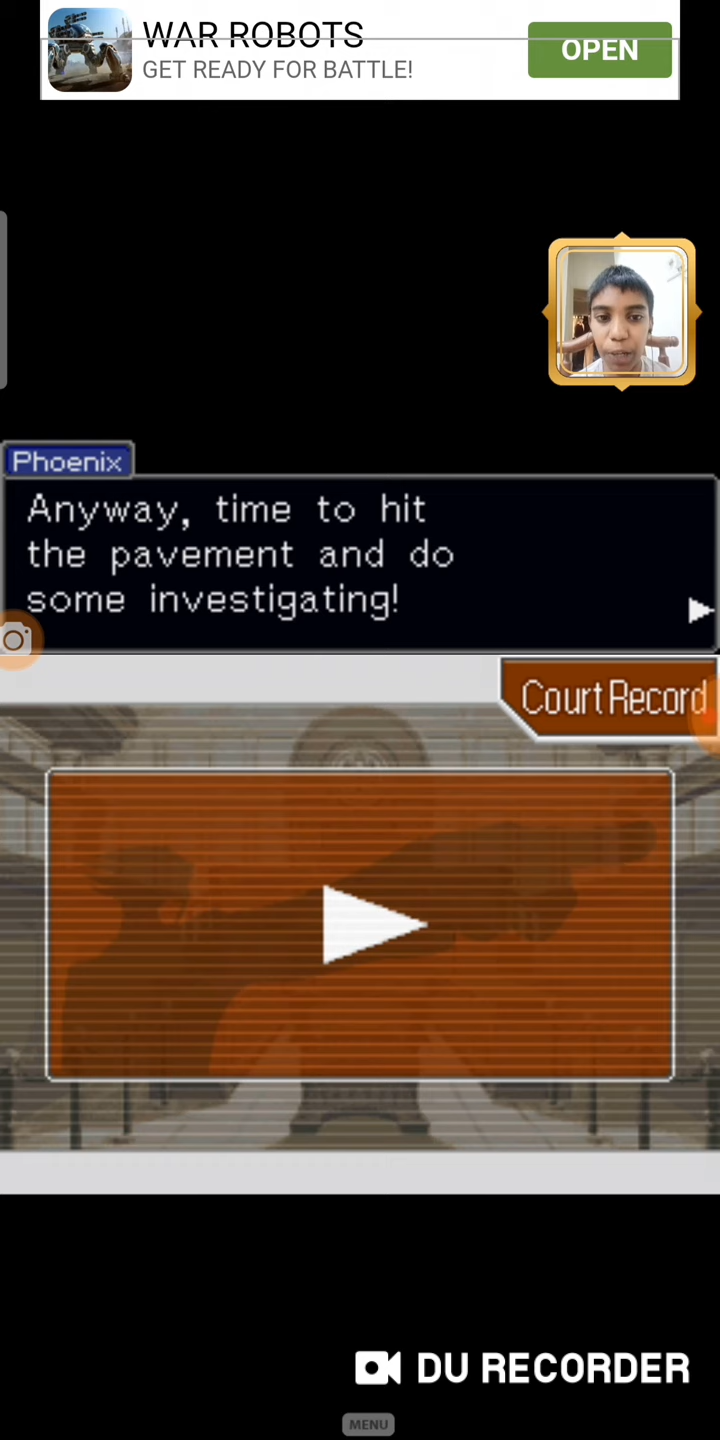 WAR ROBOTS
GET READY FOR BATTLE!
OPEN
Phoenix
Anyway, time to hit
the pavement and do
some investigating!
Court Record
DU RECORDER
MENU